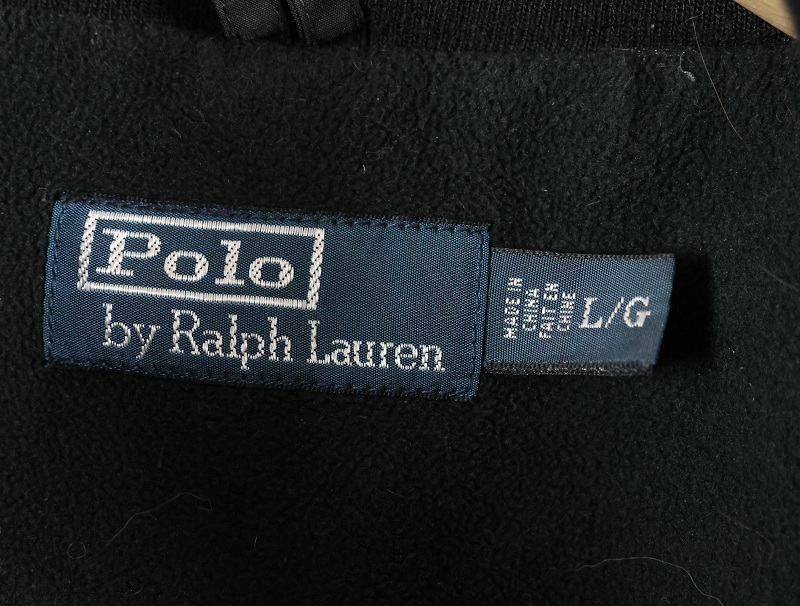 Polo
by Ralph Lauren
MADE IN
CHINA
FAIT EN
CHINE
L/G